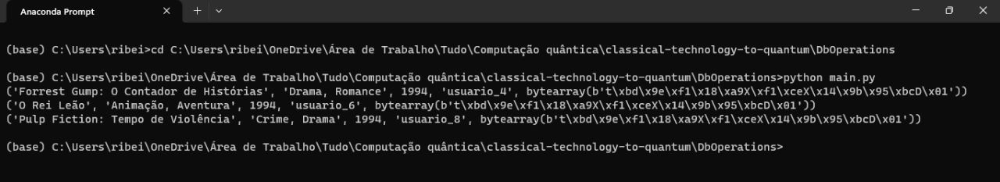 Anaconda Prompt
(base) C:\Users\ribei>cd C:\Users\ribei\OneDrive\Área de Trabalho\Tudo\Computação quântica\classical-technology-to-quantum\DbOperations
(base) C:\Users\ribei\OneDrive\Área de Trabalho\Tudo\Computação quântica\classical-technology-to-quantum\DbOperations>python main.py
('Forrest Gump: O Contador de Histórias', 'Drama, Romance', 1994, 'usuario_4', bytearray(b't\xbd\x9e\xf1\x18\xa9X\xf1\xceX\x14\x9b\x95\xbcD\x01'))
('O Rei Leão', 'Animação, Aventura', 1994, 'usuario_6', bytearray(b't\xbd\x9e\xf1\x18\xa9X\xf1\xceX\x14\x9b\x95\xbcD\x01'))
('Pulp Fiction: Tempo de Violência', 'Crime, Drama', 1994, 'usuario_8', bytearray(b't\xbd\x9e\xf1\x18\xa9X\xf1\xceX\x14\x9b\x95\xbcD\x01'))
(base) C:\Users\ribei\OneDrive\Área de Trabalho\Tudo\Computação quântica\classical-technology-to-quantum\DbOperations>